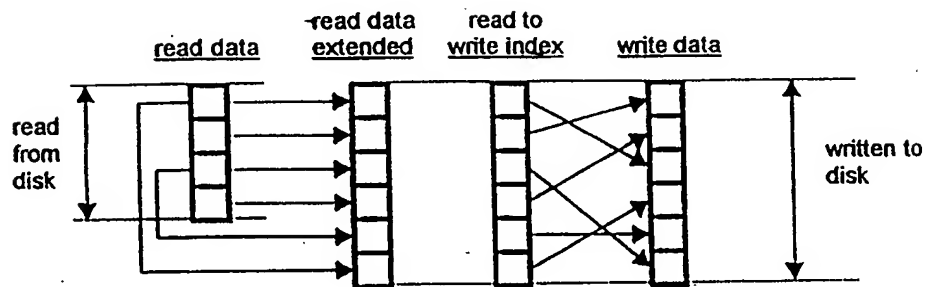 read data
read data
extended
read to
write index
write data
read
from
disk
written to
disk